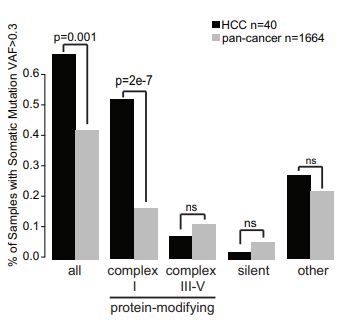 HCC n=40
pan-cancer n=1664
% of Samples with Somatic Mutation VAF>0.3
0.6
0.5
0.4
0.3
0.2
0.1
0.0
p=0.001
p=2e-7
ns
ns
ns
all
complex I
complex III-V
silent
other
protein-modifying